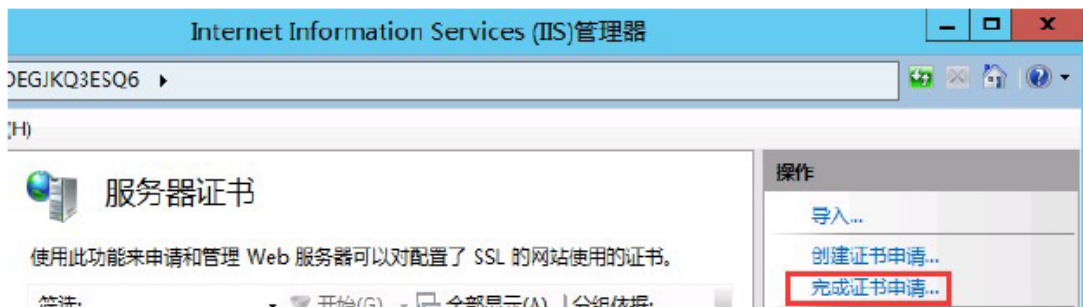 Internet Information Services (IIS)管理器
DEGJKQ3ESQ6
(H)
服务器证书
使用此功能来申请和管理 Web 服务器可以对配置了 SSL 的网站使用的证书。
筛选: 开始(G) 全部显示(A) 分组依据:
操作
导入...
创建证书申请...
完成证书申请...